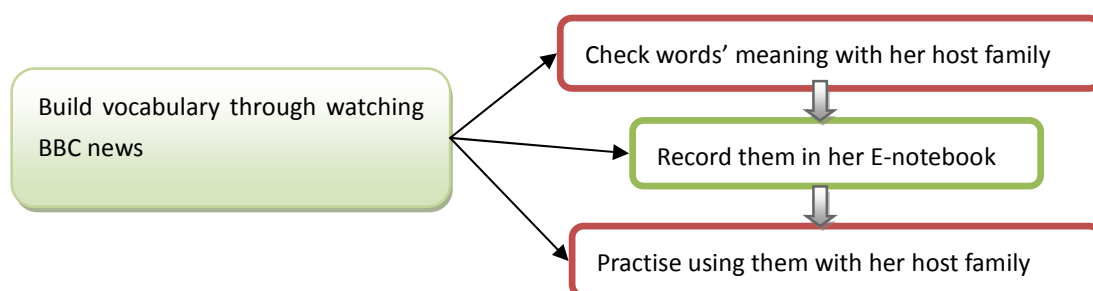 Build vocabulary through watching
BBC news
Check words’ meaning with her host family
Record them in her E-notebook
Practise using them with her host family